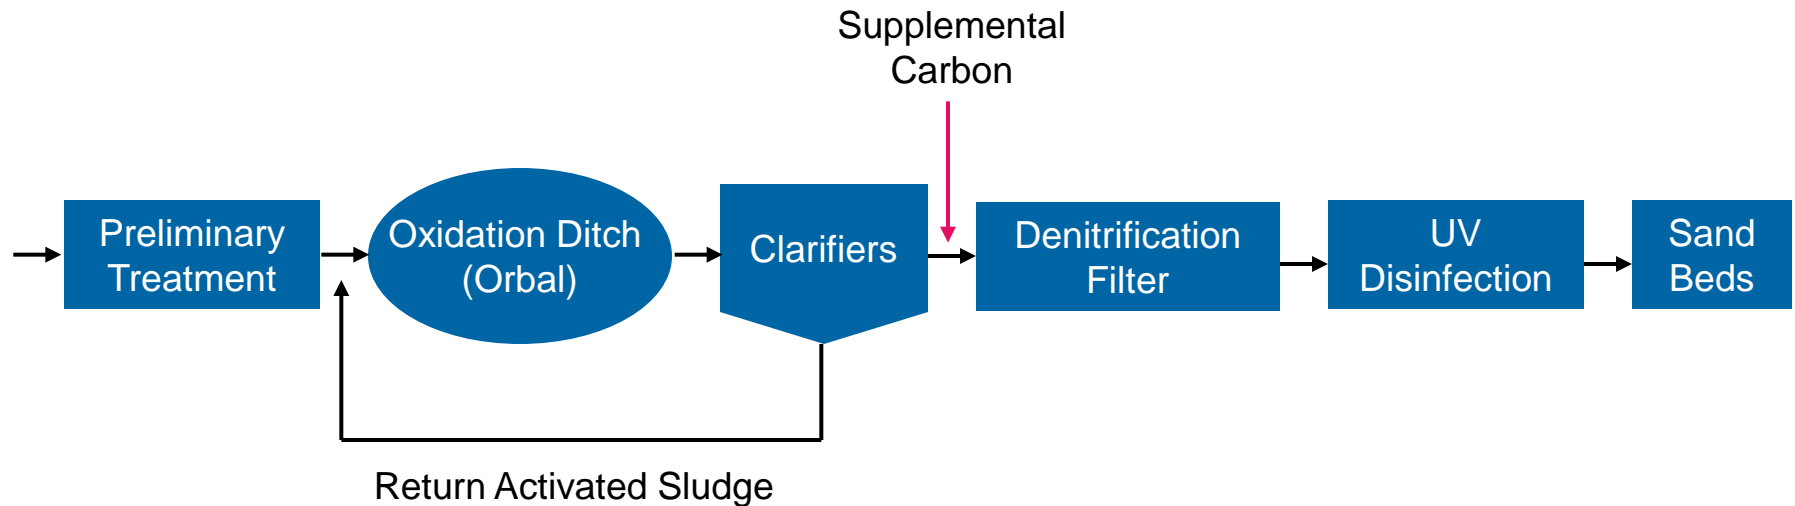 Supplemental
Carbon
Preliminary
Treatment
Oxidation Ditch
(Orbal)
Clarifiers
Denitrification
Filter
UV
Disinfection
Sand
Beds
Return Activated Sludge